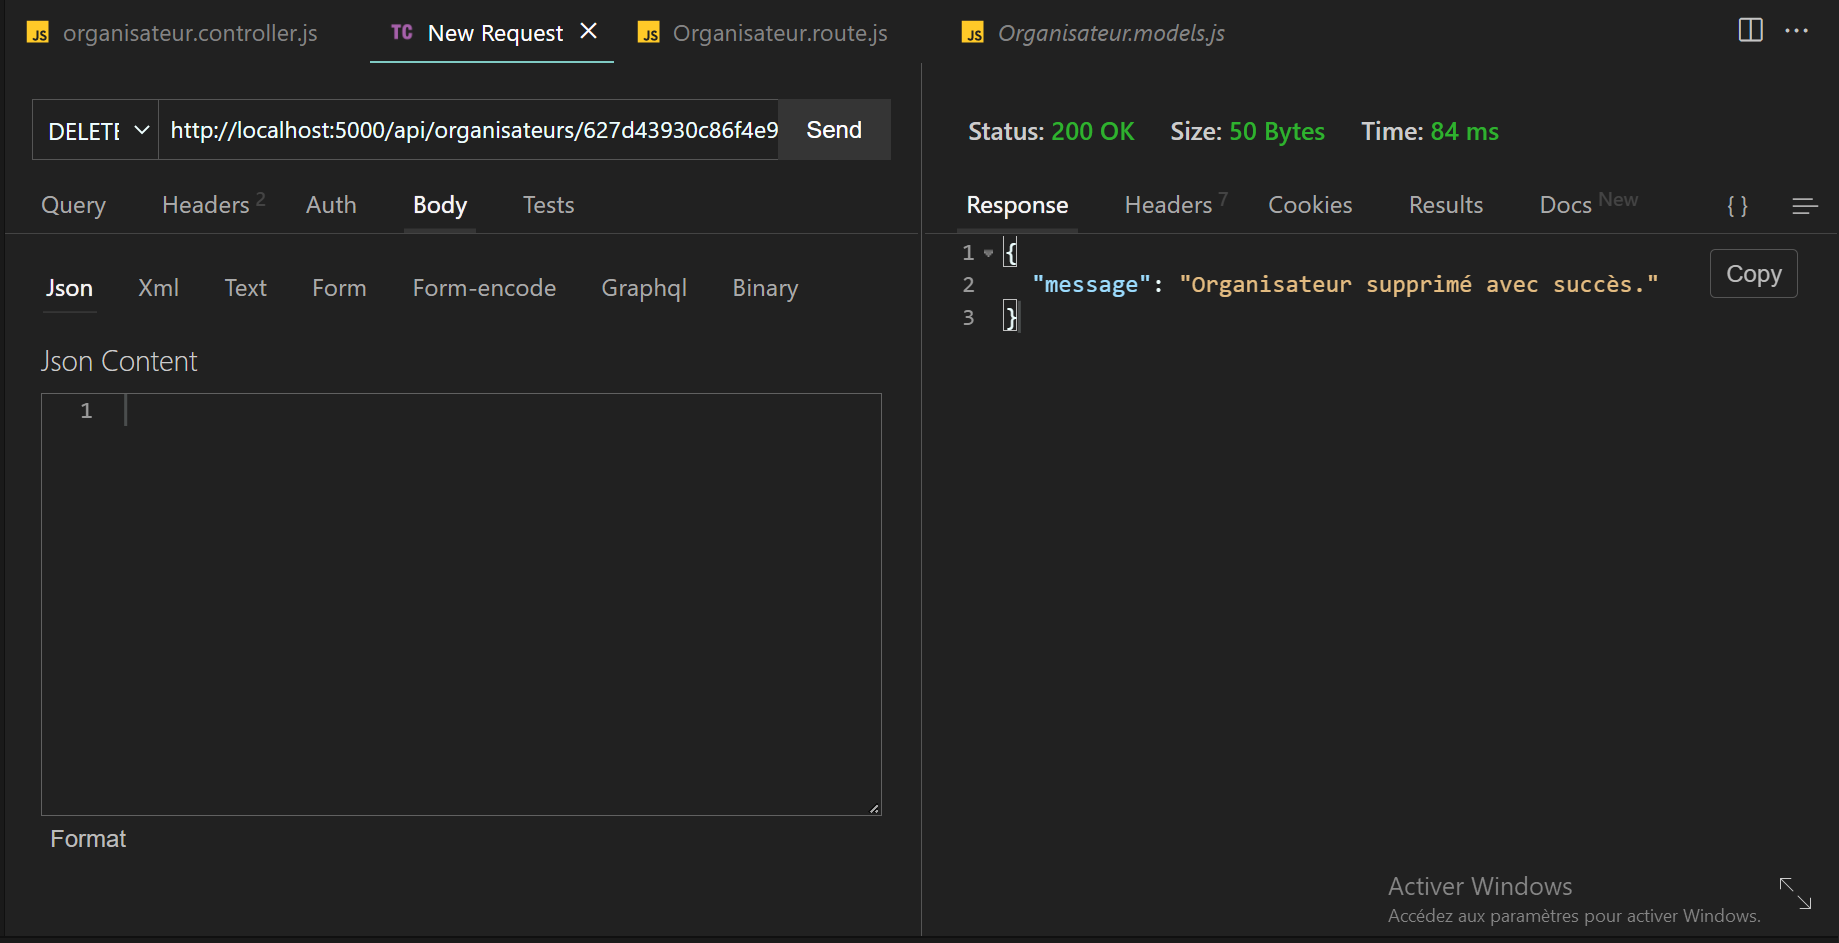 JS organisateur.controller.js TC New Request JS Organisateur.route.js JS Organisateur.models.js
DELETE http://localhost:5000/api/organisateurs/627d43930c86f4e9 Send
Query Headers 2 Auth Body Tests
Json Xml Text Form Form-encode Graphql Binary
Json Content
1
Format
Status: 200 OK Size: 50 Bytes Time: 84 ms
Response Headers 7 Cookies Results Docs New { }
1 {
2 "message": "Organisateur supprimé avec succès."
3 }
Copy
Activer Windows
Accédez aux paramètres pour activer Windows.